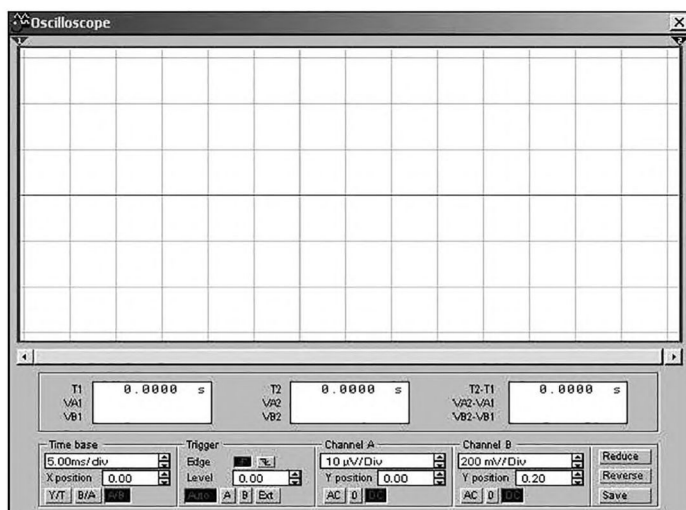 Oscilloscope
1 2
T1 0.0000 s T2 0.0000 s T2-T1 0.0000 s
VA1 VA2 VA2-VA1
VB1 VB2 VB2-VB1
Time base Trigger Channel A Channel B Reduce
5.00ms/div Edge 10 µV/Div 200 mV/Div
X position 0.00 Level 0.00 Y position 0.00 Y position 0.20 Reverse
Y/T B/A A/B Auto A B Ext AC 0 DC AC 0 DC Save